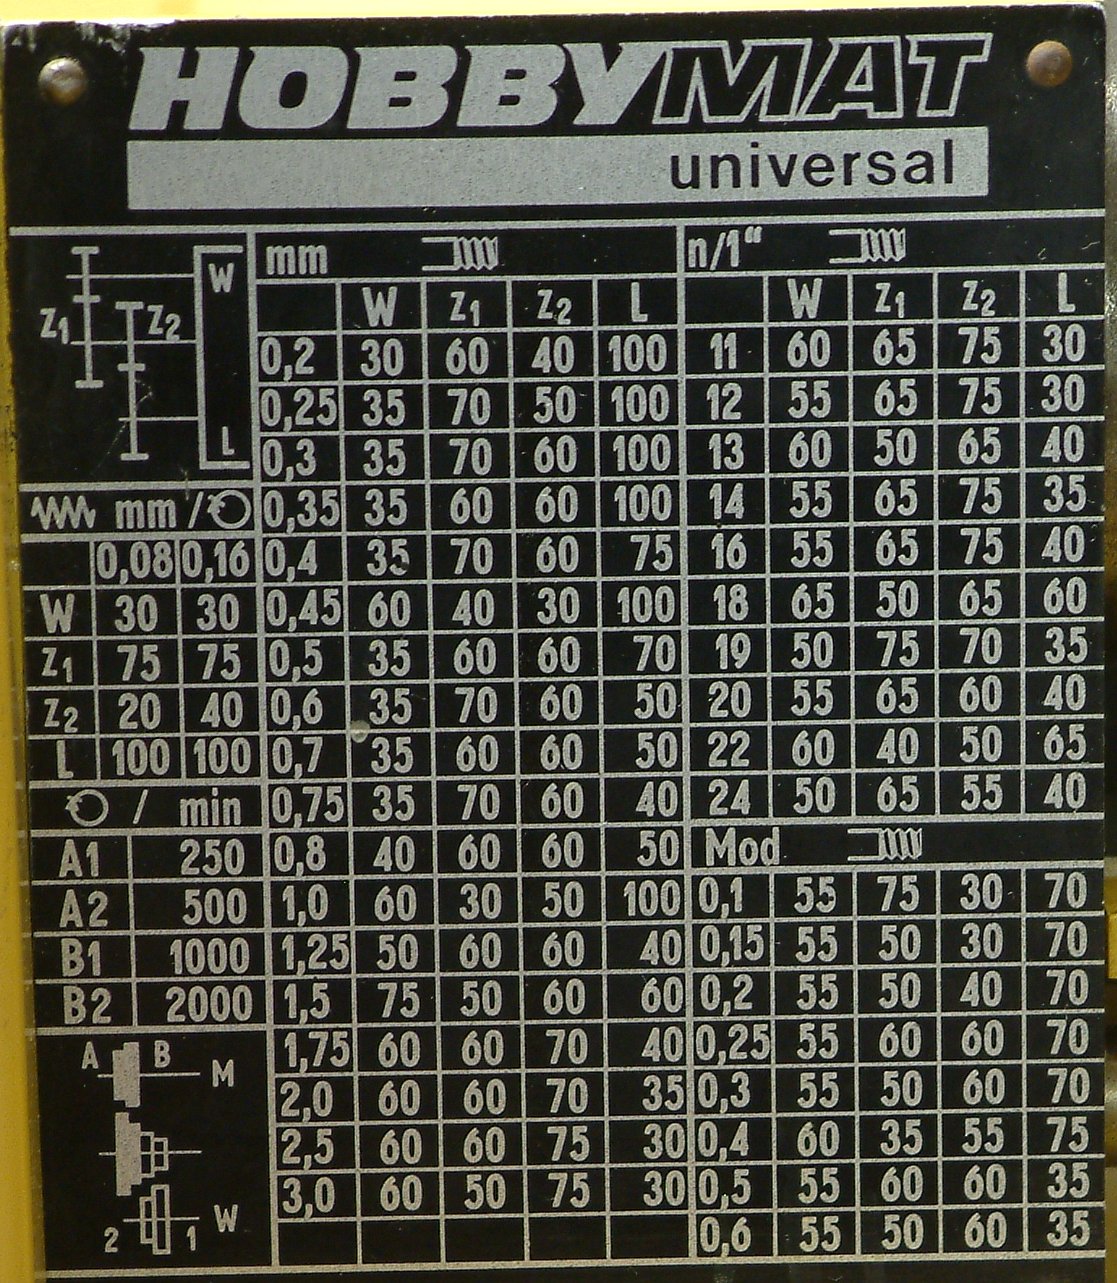 HOBBYMAT
universal
W
Z1 Z2
L
mm /
0,08 0,16
W 30 30
Z1 75 75
Z2 20 40
L 100 100
/ min
A1 250
A2 500
B1 1000
B2 2000
A B M
2 1 W
mm
W Z1 Z2 L
0,2 30 60 40 100
0,25 35 70 50 100
0,3 35 70 60 100
0,35 35 60 60 100
0,4 35 70 60 75
0,45 60 40 30 100
0,5 35 60 60 70
0,6 35 70 60 50
0,7 35 60 60 50
0,75 35 70 60 40
0,8 40 60 60 50
1,0 60 30 50 100
1,25 50 60 60 40
1,5 75 50 60 60
1,75 60 60 70 40
2,0 60 60 70 35
2,5 60 60 75 30
3,0 60 50 75 30
n/1“
W Z1 Z2 L
11 60 65 75 30
12 55 65 75 30
13 60 50 65 40
14 55 65 75 35
16 55 65 75 40
18 65 50 65 60
19 50 75 70 35
20 55 65 60 40
22 60 40 50 65
24 50 65 55 40
Mod
0,1 55 75 30 70
0,15 55 50 30 70
0,2 55 50 40 70
0,25 55 60 60 70
0,3 55 50 60 70
0,4 60 35 55 75
0,5 55 60 60 35
0,6 55 50 60 35